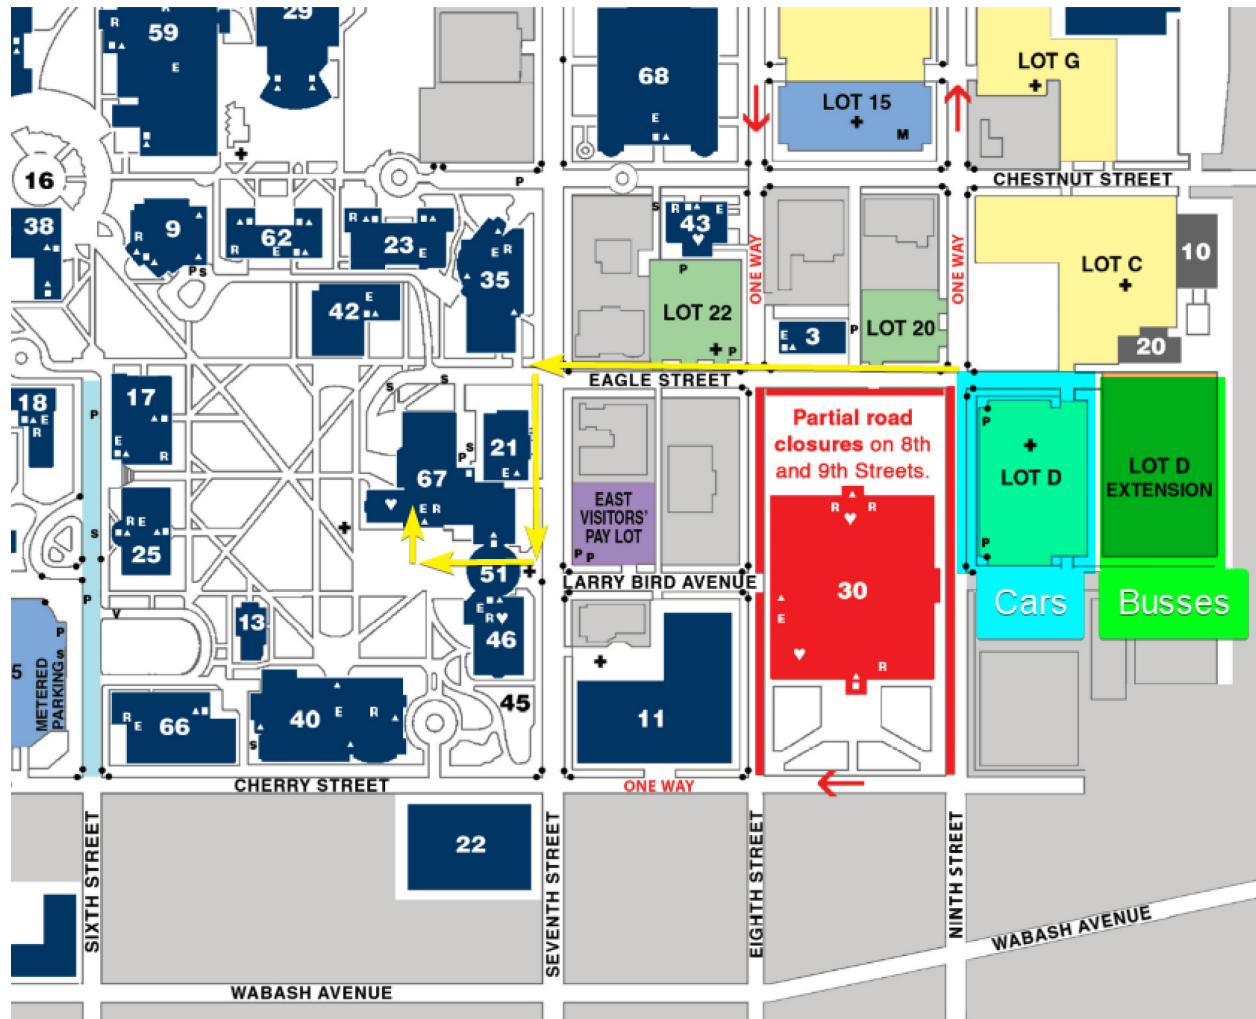 59
R
E
29
68
E
LOT 15
M
LOT G
16
CHESTNUT STREET
P
38
9
R
P S
62
R
E
23
R
E
35
E R
S
43
R
E
P
LOT 22
P
ONE WAY
ONE WAY
LOT C
10
42
E
3
E
P
LOT 20
20
EAGLE STREET
18
E
R
P
17
E
R
S
S
21
E
S
P
67
E R
Partial road
closures on 8th
and 9th Streets.
P
LOT D
P
LOT D
EXTENSION
EAST
VISITORS'
PAY LOT
P P
R
R
30
E
R
25
R E
S
P
51
LARRY BIRD AVENUE
Cars
Busses
V
13
E
R
46
P
S
5
METERED
PARKING
66
R
E
40
E
R
S
45
11
CHERRY STREET
ONE WAY
22
SIXTH STREET
SEVENTH STREET
EIGHTH STREET
NINTH STREET
WABASH AVENUE
WABASH AVENUE